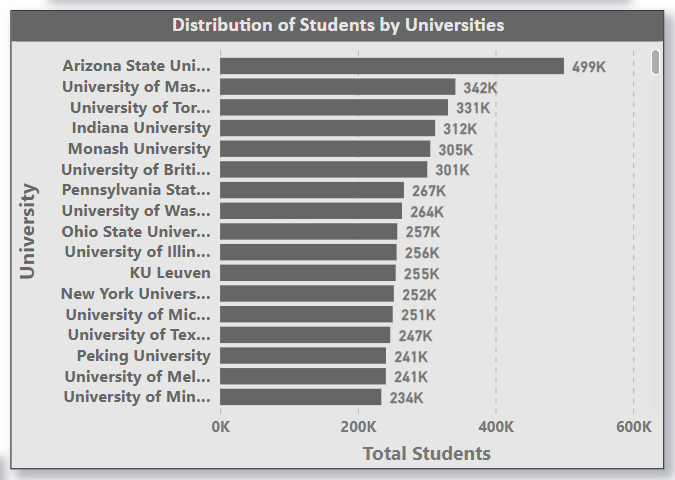 Distribution of Students by Universities
University
Arizona State Uni... 499K
University of Mas... 342K
University of Tor... 331K
Indiana University 312K
Monash University 305K
University of Briti... 301K
Pennsylvania Stat... 267K
University of Was... 264K
Ohio State Univer... 257K
University of Illin... 256K
KU Leuven 255K
New York Univers... 252K
University of Mic... 251K
University of Tex... 247K
Peking University 241K
University of Mel... 241K
University of Min... 234K
0K 200K 400K 600K
Total Students